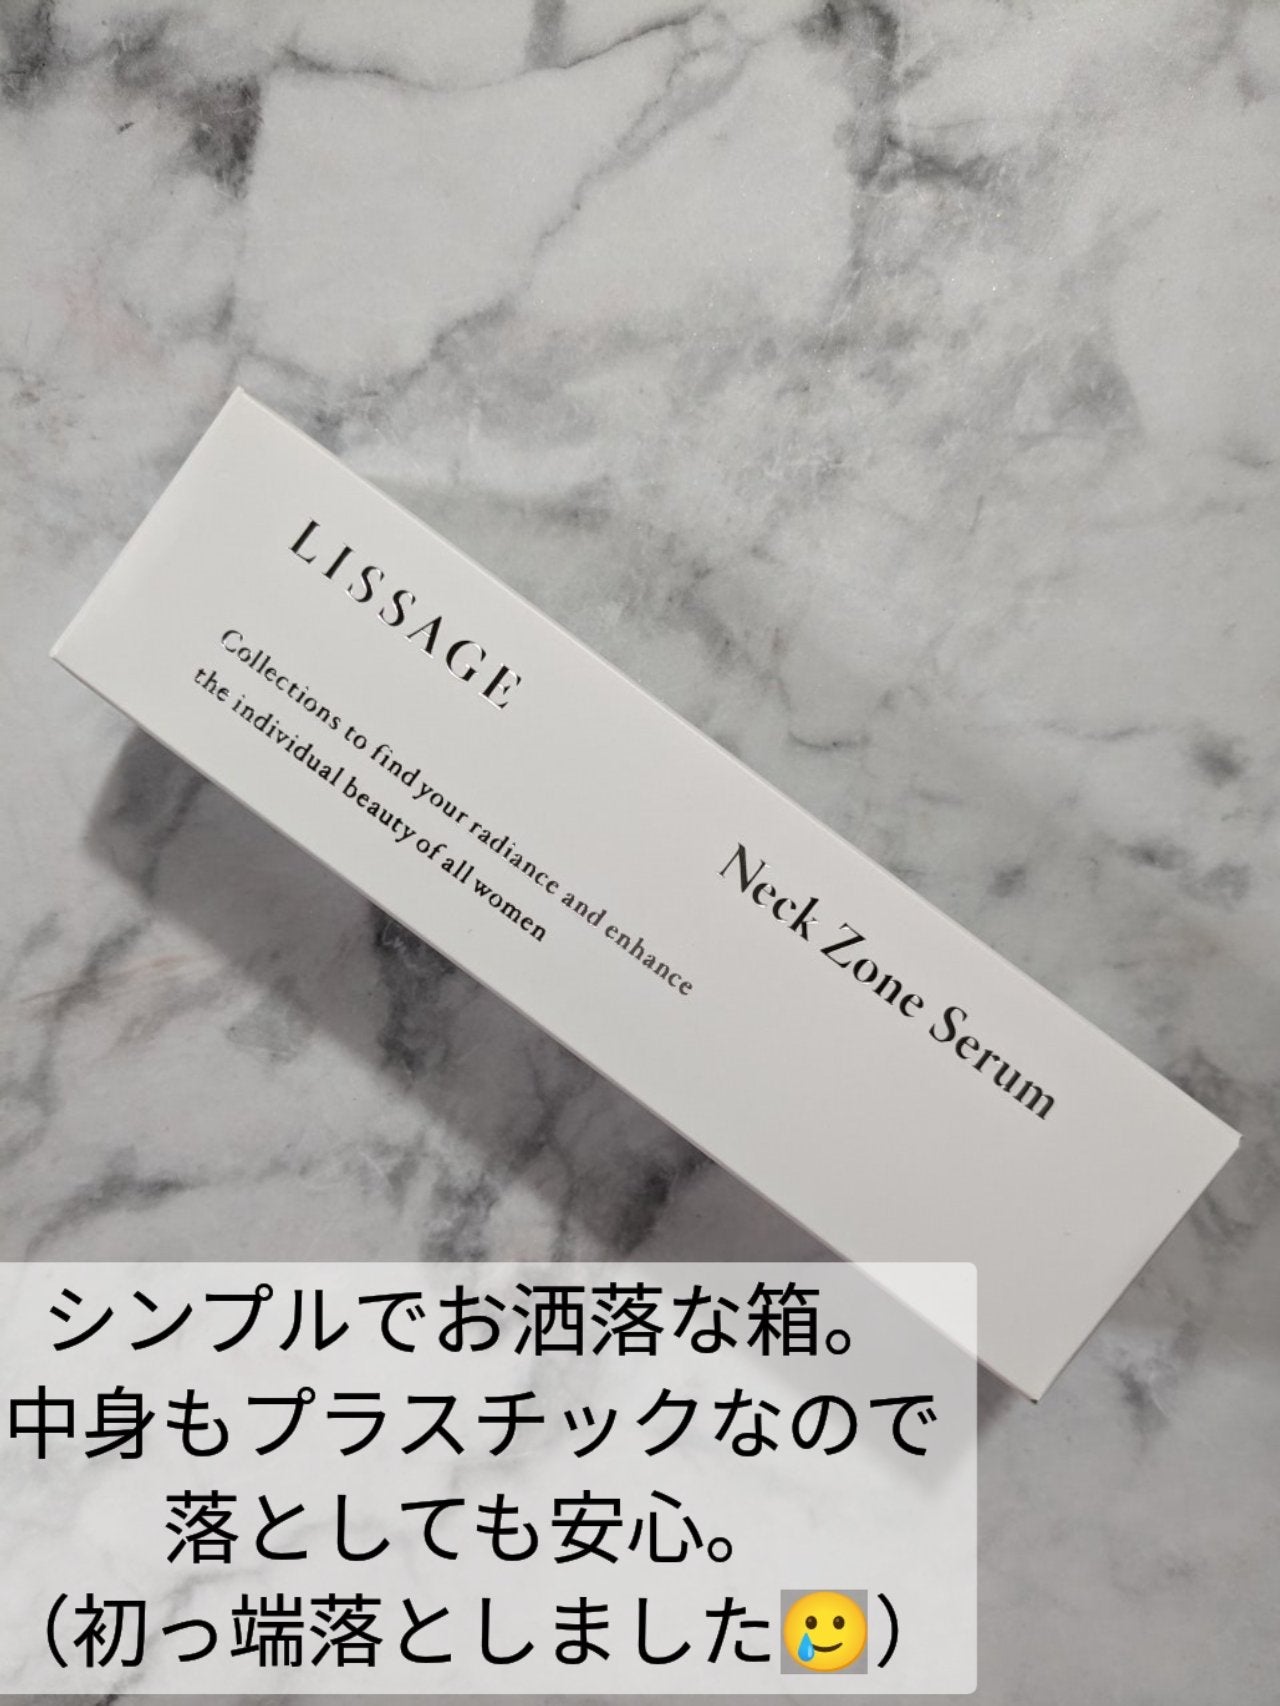 LISSAGE
Collections to find your radiance and enhance
the individual beauty of all women
Neck Zone Serum
シンプルでお洒落な箱。
中身もプラスチックなので
落としても安心。
（初っ端落としました🥲）